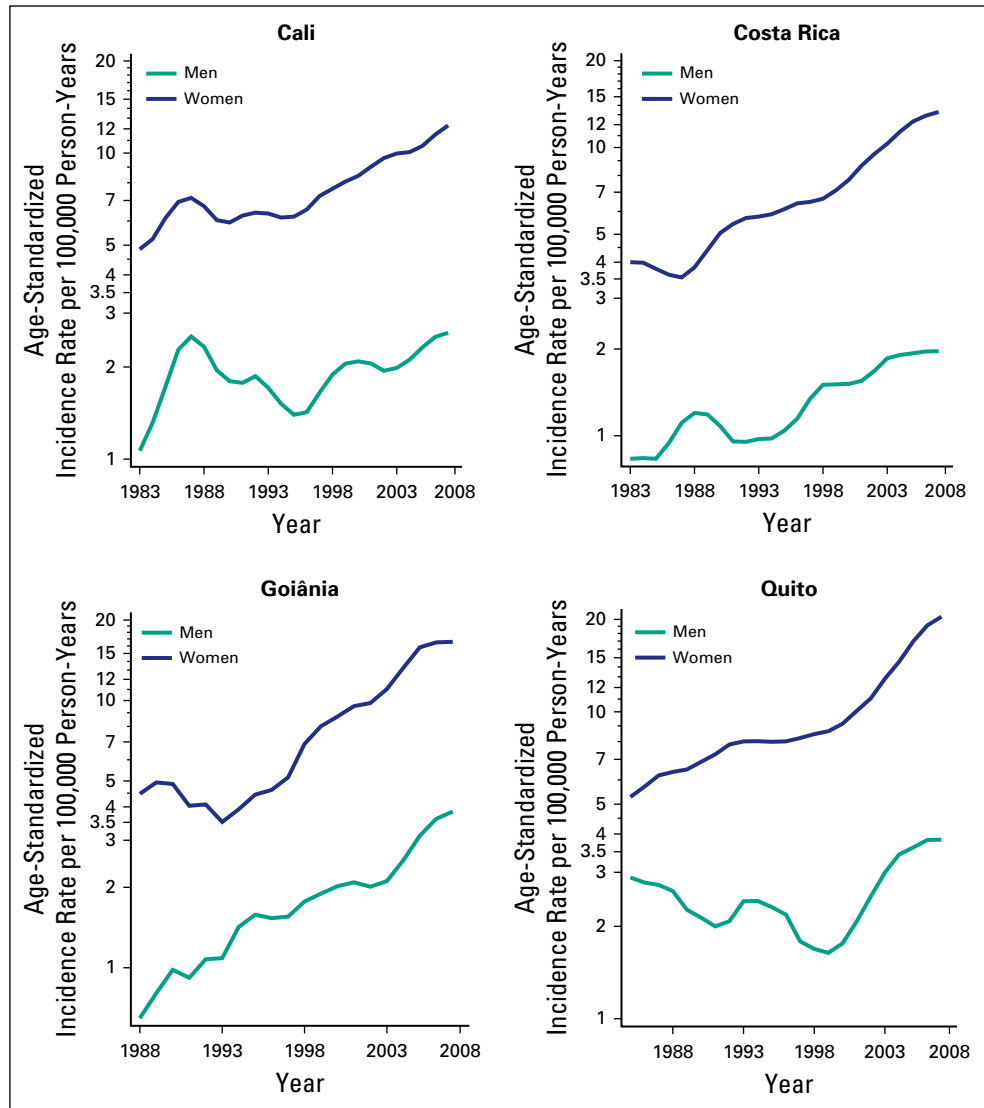 Cali
Age-Standardized
Incidence Rate per 100,000 Person-Years
20
15
12
10
7
5
4
3.5
3
2
1
Men
Women
1983 1988 1993 1998 2003 2008
Year
Costa Rica
Age-Standardized
Incidence Rate per 100,000 Person-Years
20
15
12
10
7
5
4
3.5
3
2
1
Men
Women
1983 1988 1993 1998 2003 2008
Year
Goiânia
Age-Standardized
Incidence Rate per 100,000 Person-Years
20
15
12
10
7
5
4
3.5
3
2
1
Men
Women
1988 1993 1998 2003 2008
Year
Quito
Age-Standardized
Incidence Rate per 100,000 Person-Years
20
15
12
10
7
5
4
3.5
3
2
1
Men
Women
1988 1993 1998 2003 2008
Year